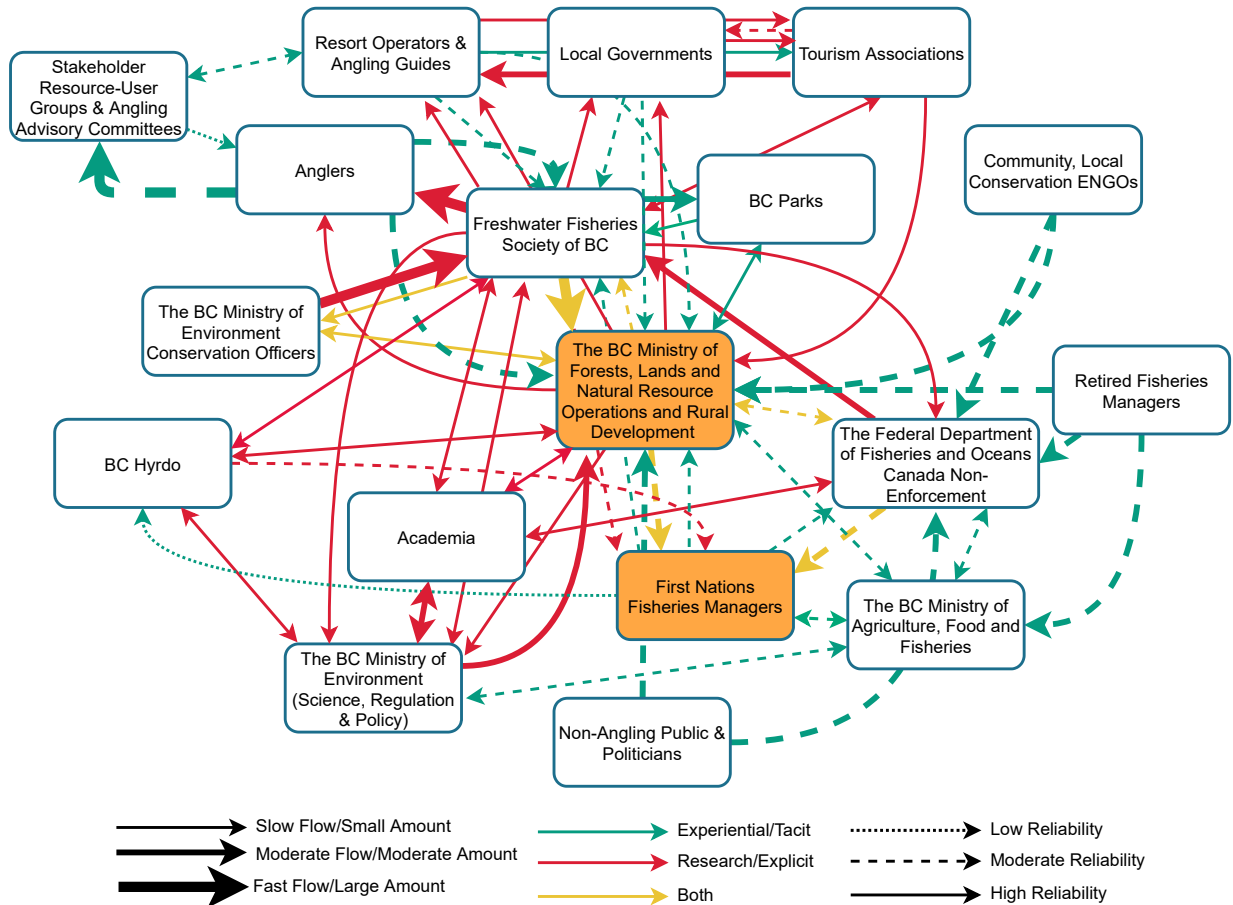 Resort Operators &
Angling Guides
Local Governments
Tourism Associations
Stakeholder
Resource-User
Groups & Angling
Advisory Committees
Anglers
Community, Local
Conservation ENGOs
BC Parks
Freshwater Fisheries
Society of BC
The BC Ministry of
Environment
Conservation Officers
The BC Ministry of
Forests, Lands and
Natural Resource
Operations and Rural
Development
Retired Fisheries
Managers
BC Hyrdo
The Federal Department
of Fisheries and Oceans
Canada Non-
Enforcement
Academia
First Nations
Fisheries Managers
The BC Ministry of
Agriculture, Food and
Fisheries
The BC Ministry of
Environment
(Science, Regulation
& Policy)
Non-Angling Public &
Politicians
Slow Flow/Small Amount
Experiential/Tacit
Low Reliability
Moderate Flow/Moderate Amount
Research/Explicit
Moderate Reliability
Fast Flow/Large Amount
Both
High Reliability